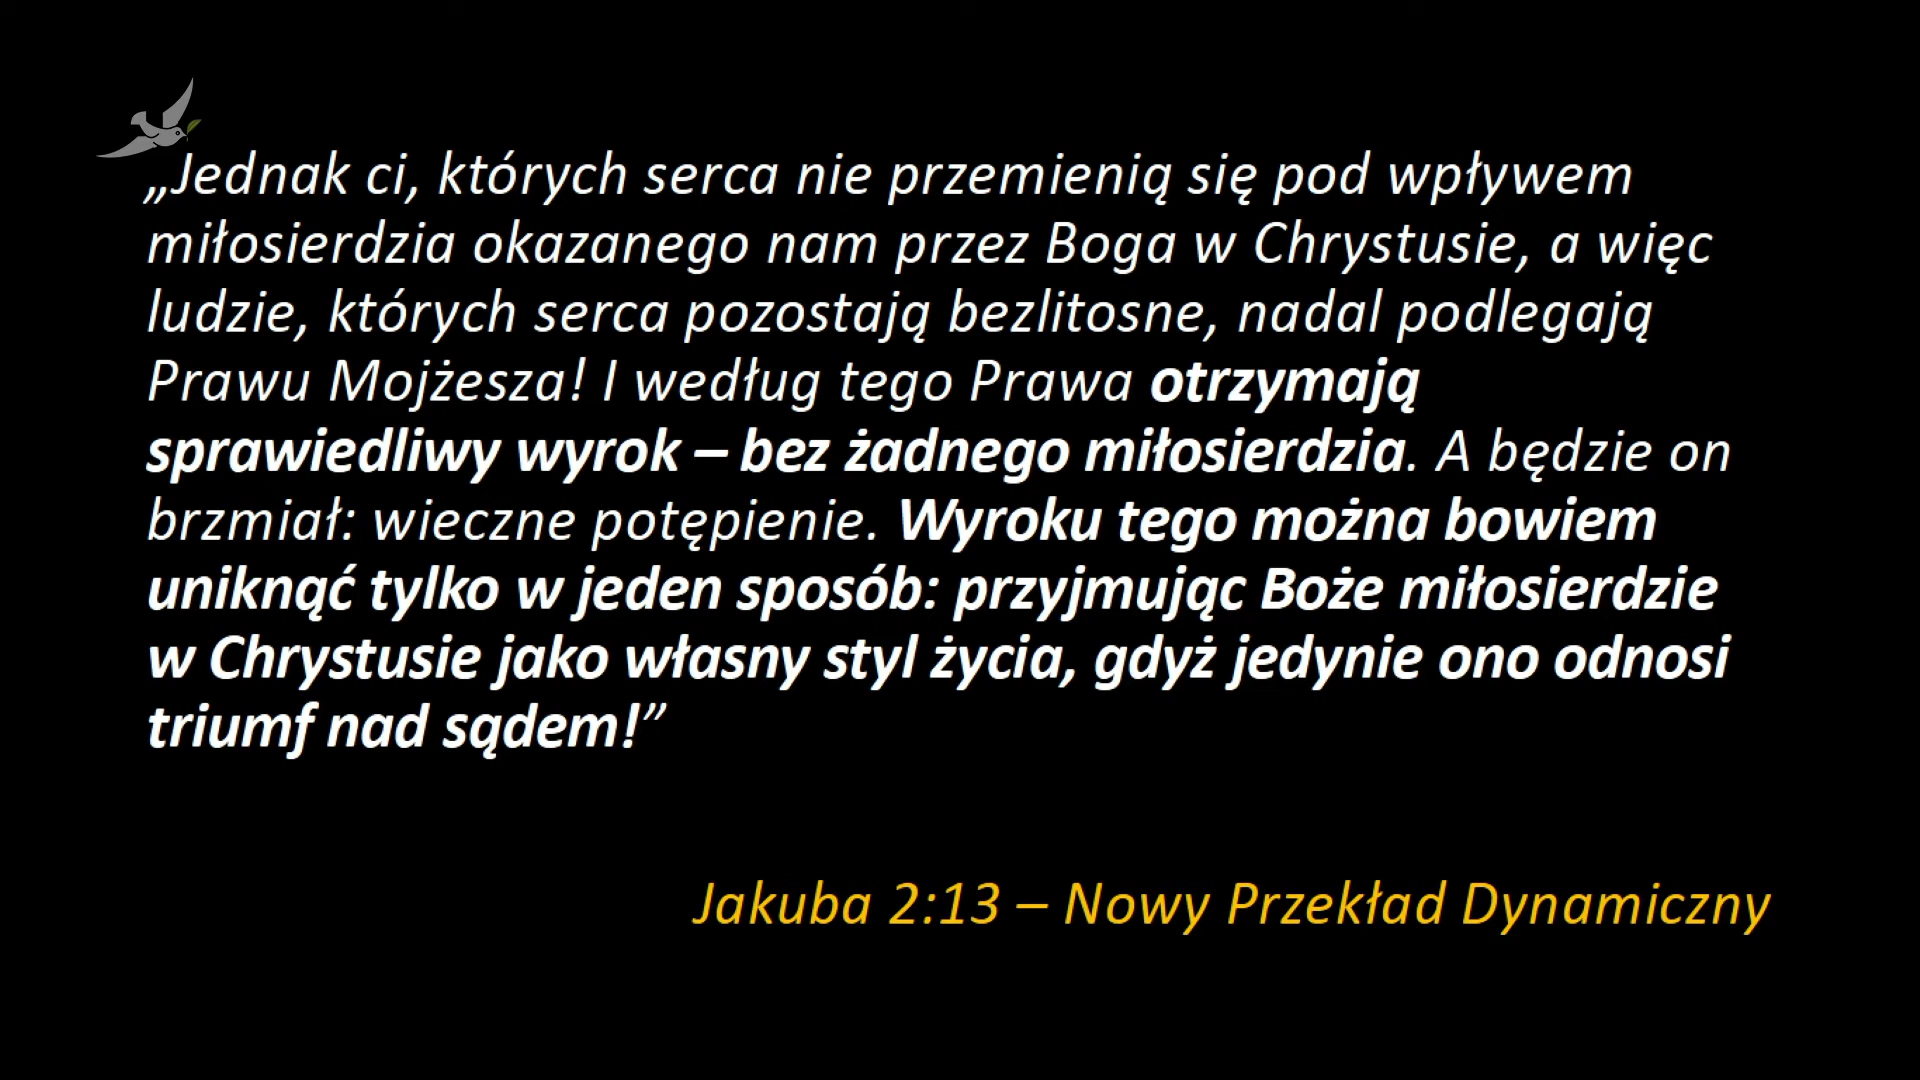 „Jednak ci, których serca nie przemienią się pod wpływem
miłosierdzia okazanego nam przez Boga w Chrystusie, a więc
ludzie, których serca pozostają bezlitosne, nadal podlegają
Prawu Mojżesza! I według tego Prawa otrzymają
sprawiedliwy wyrok – bez żadnego miłosierdzia. A będzie on
brzmiał: wieczne potępienie. Wyroku tego można bowiem
uniknąć tylko w jeden sposób: przyjmując Boże miłosierdzie
w Chrystusie jako własny styl życia, gdyż jedynie ono odnosi
triumf nad sądem!”
Jakuba 2:13 – Nowy Przekład Dynamiczny